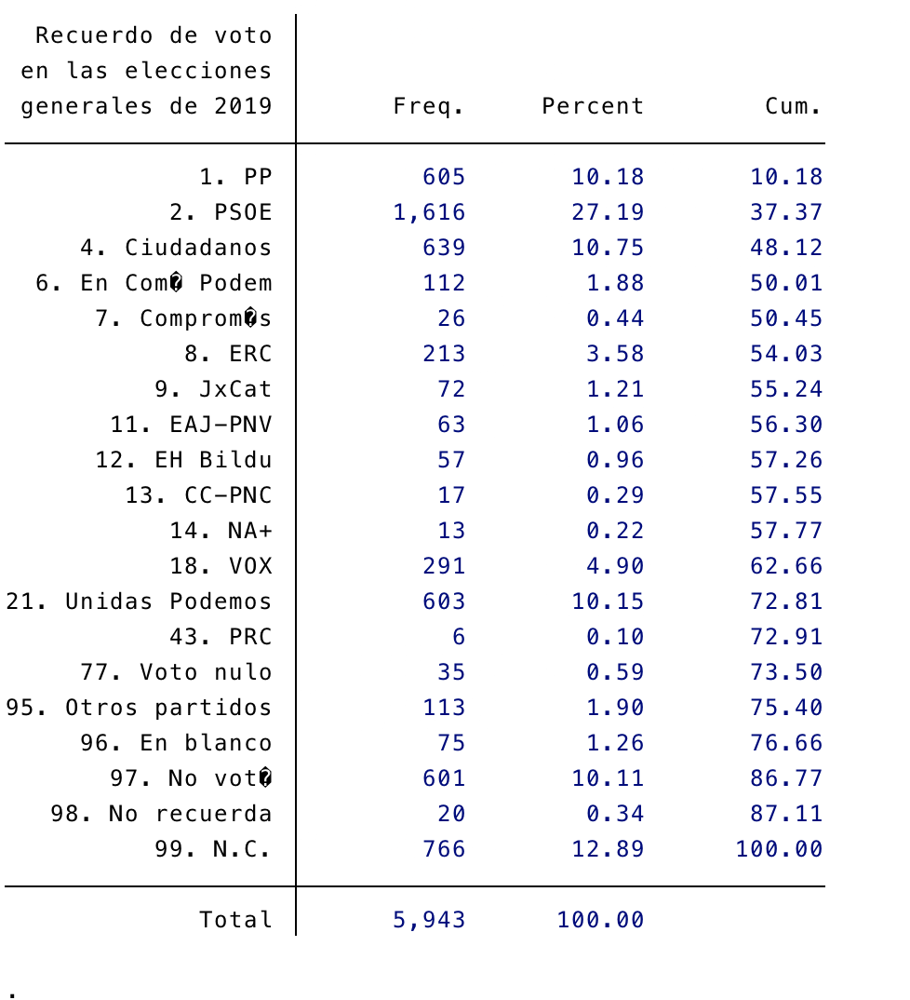 Recuerdo de voto
en las elecciones
generales de 2019 Freq. Percent Cum.
1. PP 605 10.18 10.18
2. PSOE 1,616 27.19 37.37
4. Ciudadanos 639 10.75 48.12
6. En Com� Podem 112 1.88 50.01
7. Comprom�s 26 0.44 50.45
8. ERC 213 3.58 54.03
9. JxCat 72 1.21 55.24
11. EAJ-PNV 63 1.06 56.30
12. EH Bildu 57 0.96 57.26
13. CC-PNC 17 0.29 57.55
14. NA+ 13 0.22 57.77
18. VOX 291 4.90 62.66
21. Unidas Podemos 603 10.15 72.81
43. PRC 6 0.10 72.91
77. Voto nulo 35 0.59 73.50
95. Otros partidos 113 1.90 75.40
96. En blanco 75 1.26 76.66
97. No vot� 601 10.11 86.77
98. No recuerda 20 0.34 87.11
99. N.C. 766 12.89 100.00
Total 5,943 100.00
.